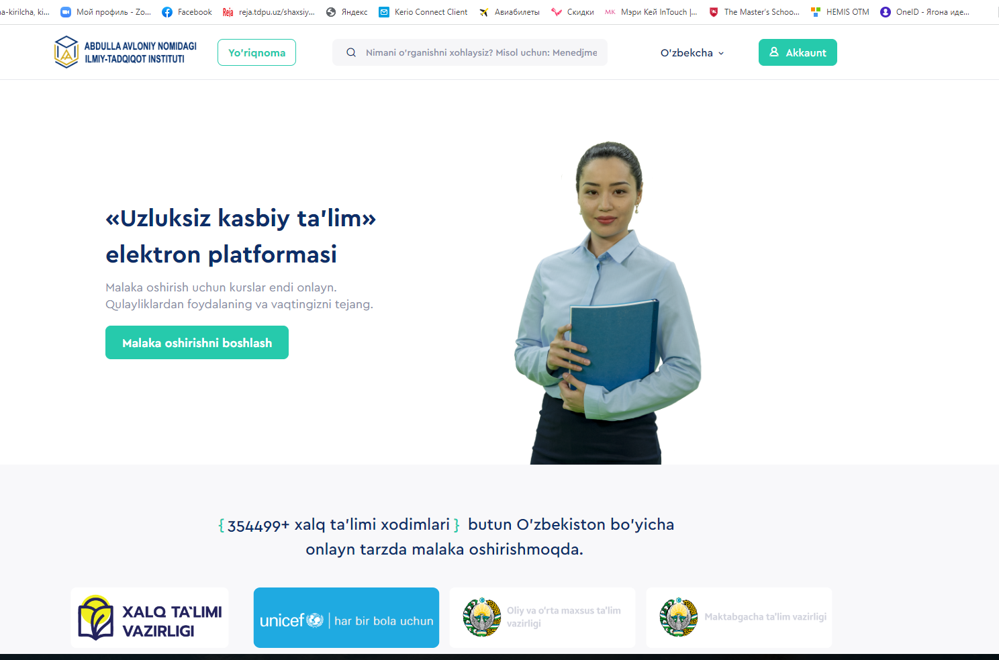 na-kirilcha, ki...
Мой профиль - Zo...
Facebook
Reja
reja.tdpu.uz/shaxsiy...
Яндекс
Kerio Connect Client
Авиабилеты
Скидки
MK
Мэри Кей InTouch |...
The Master's Schoo...
HEMIS OTM
OneID - Ягона иде...
ABDULLA AVLONIY NOMIDAGI
ILMIY-TADQIQOT INSTITUTI
Yo'riqnoma
Nimani o'rganishni xohlaysiz? Misol uchun: Menedjme
O'zbekcha
Akkaunt
«Uzluksiz kasbiy ta'lim»
elektron platformasi
Malaka oshirish uchun kurslar endi onlayn.
Qulayliklardan foydalaning va vaqtingizni tejang.
Malaka oshirishni boshlash
{ 354499+ xalq ta'limi xodimlari } butun O'zbekiston bo'yicha
onlayn tarzda malaka oshirishmoqda.
XALQ TA`LIMI
VAZIRLIGI
unicef | har bir bola uchun
Oliy va o'rta maxsus ta'lim
vazirligi
Maktabgacha ta'lim vazirligi